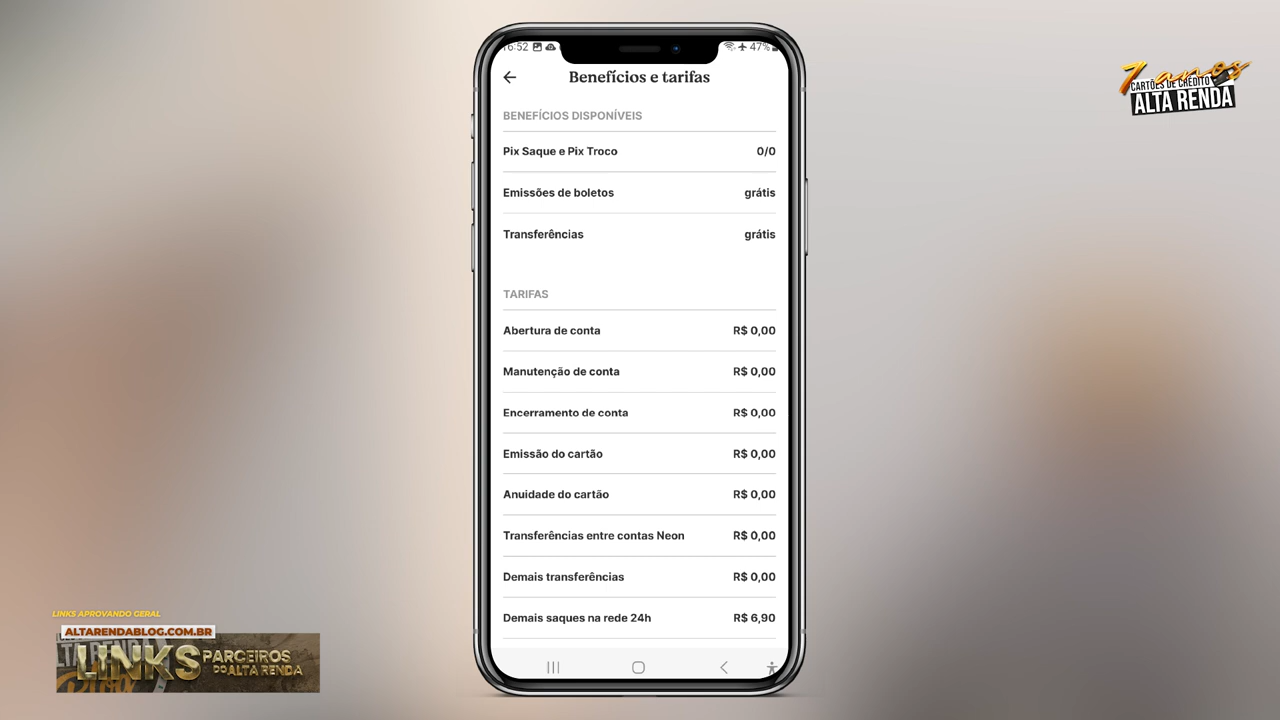 16:52
47%
Benefícios e tarifas
BENEFÍCIOS DISPONÍVEIS
Pix Saque e Pix Troco 0/0
Emissões de boletos grátis
Transferências grátis
TARIFAS
Abertura de conta R$ 0,00
Manutenção de conta R$ 0,00
Encerramento de conta R$ 0,00
Emissão do cartão R$ 0,00
Anuidade do cartão R$ 0,00
Transferências entre contas Neon R$ 0,00
Demais transferências R$ 0,00
Demais saques na rede 24h R$ 6,90
7 anos
CARTÕES DE CRÉDITO
ALTA RENDA
LINKS APROVANDO GERAL
ALTARENDABLOG.COM.BR
LINKS PARCEIROS
DO ALTA RENDA